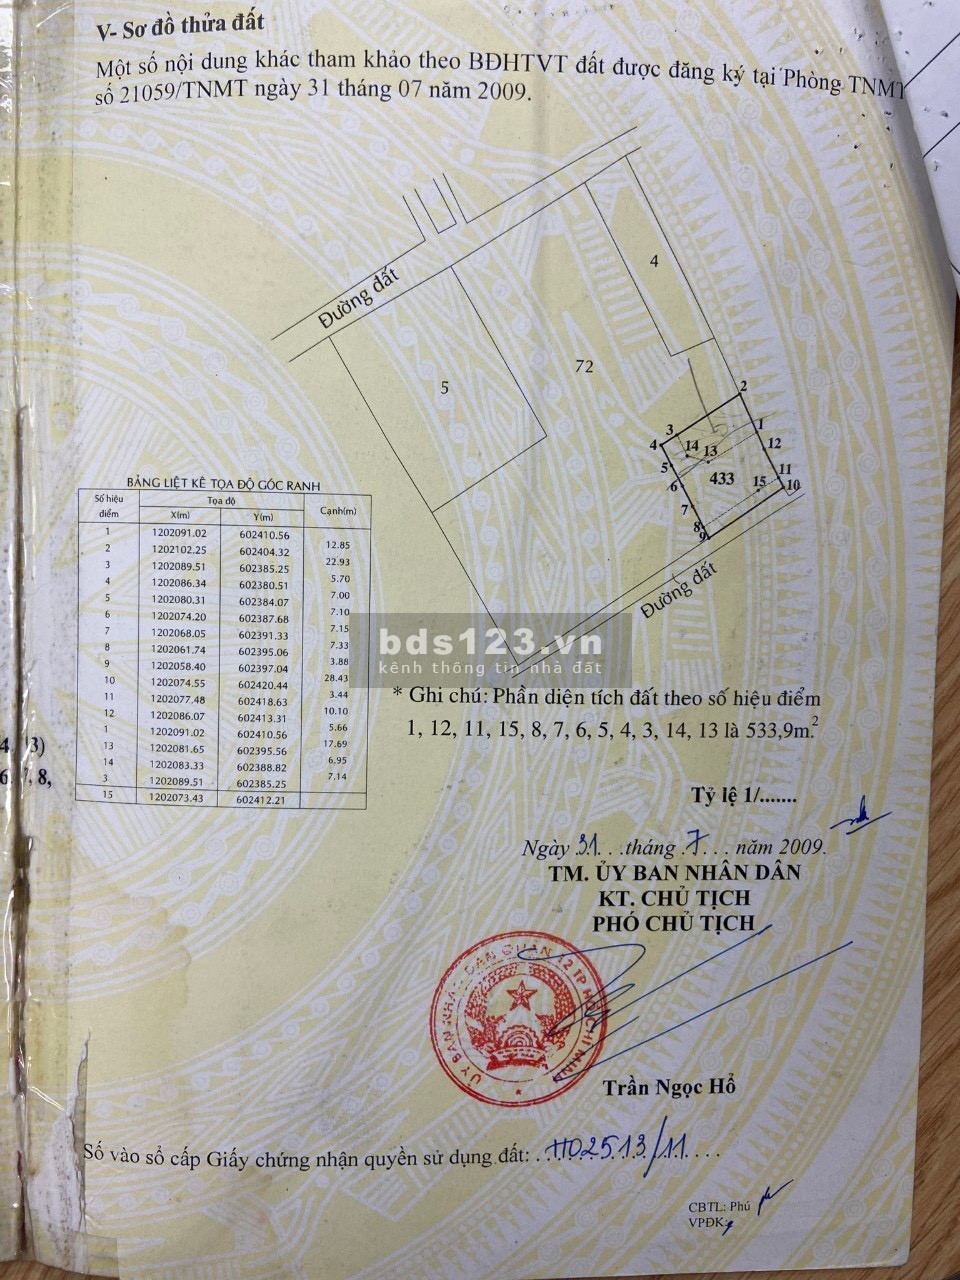 V- Sơ đồ thửa đất
Một số nội dung khác tham khảo theo BĐHTVT đất được đăng ký tại Phòng TNMT
số 21059/TNMT ngày 31 tháng 07 năm 2009.
Đường đất
4
72
5
2
1
3
4
12
14
13
5
11
433
15
10
6
7
8
9
Đường đất
BẢNG LIỆT KÊ TỌA ĐỘ GÓC RANH
Số hiệu điểm Tọa độ Cạnh(m)
X(m) Y(m)
1 1202091.02 602410.56
12.85
2 1202102.25 602404.32
22.93
3 1202089.51 602385.25
5.70
4 1202086.34 602380.51
7.00
5 1202080.31 602384.07
7.10
6 1202074.20 602387.68
7.15
7 1202068.05 602391.33
7.33
8 1202061.74 602395.06
3.88
9 1202058.40 602397.04
28.43
10 1202074.55 602420.44
3.44
11 1202077.48 602418.63
10.10
12 1202086.07 602413.31
5.66
1 1202091.02 602410.56
17.69
13 1202081.65 602395.56
6.95
14 1202083.33 602388.82
7.14
3 1202089.51 602385.25
15 1202073.43 602412.21
bds123.vn
kênh thông tin nhà đất
* Ghi chú: Phần diện tích đất theo số hiệu điểm
1, 12, 11, 15, 8, 7, 6, 5, 4, 3, 14, 13 là 533,9m.²
Tỷ lệ 1/.......
Ngày 31. . .tháng .7. . . năm 2009.
TM. ỦY BAN NHÂN DÂN
KT. CHỦ TỊCH
PHÓ CHỦ TỊCH
ỦY BAN NHÂN DÂN QUẬN 12 TP HỒ CHÍ MINH
Trần Ngọc Hổ
Số vào sổ cấp Giấy chứng nhận quyền sử dụng đất: . .H02513/11. . . .
CBTL: Phú
VPĐK: